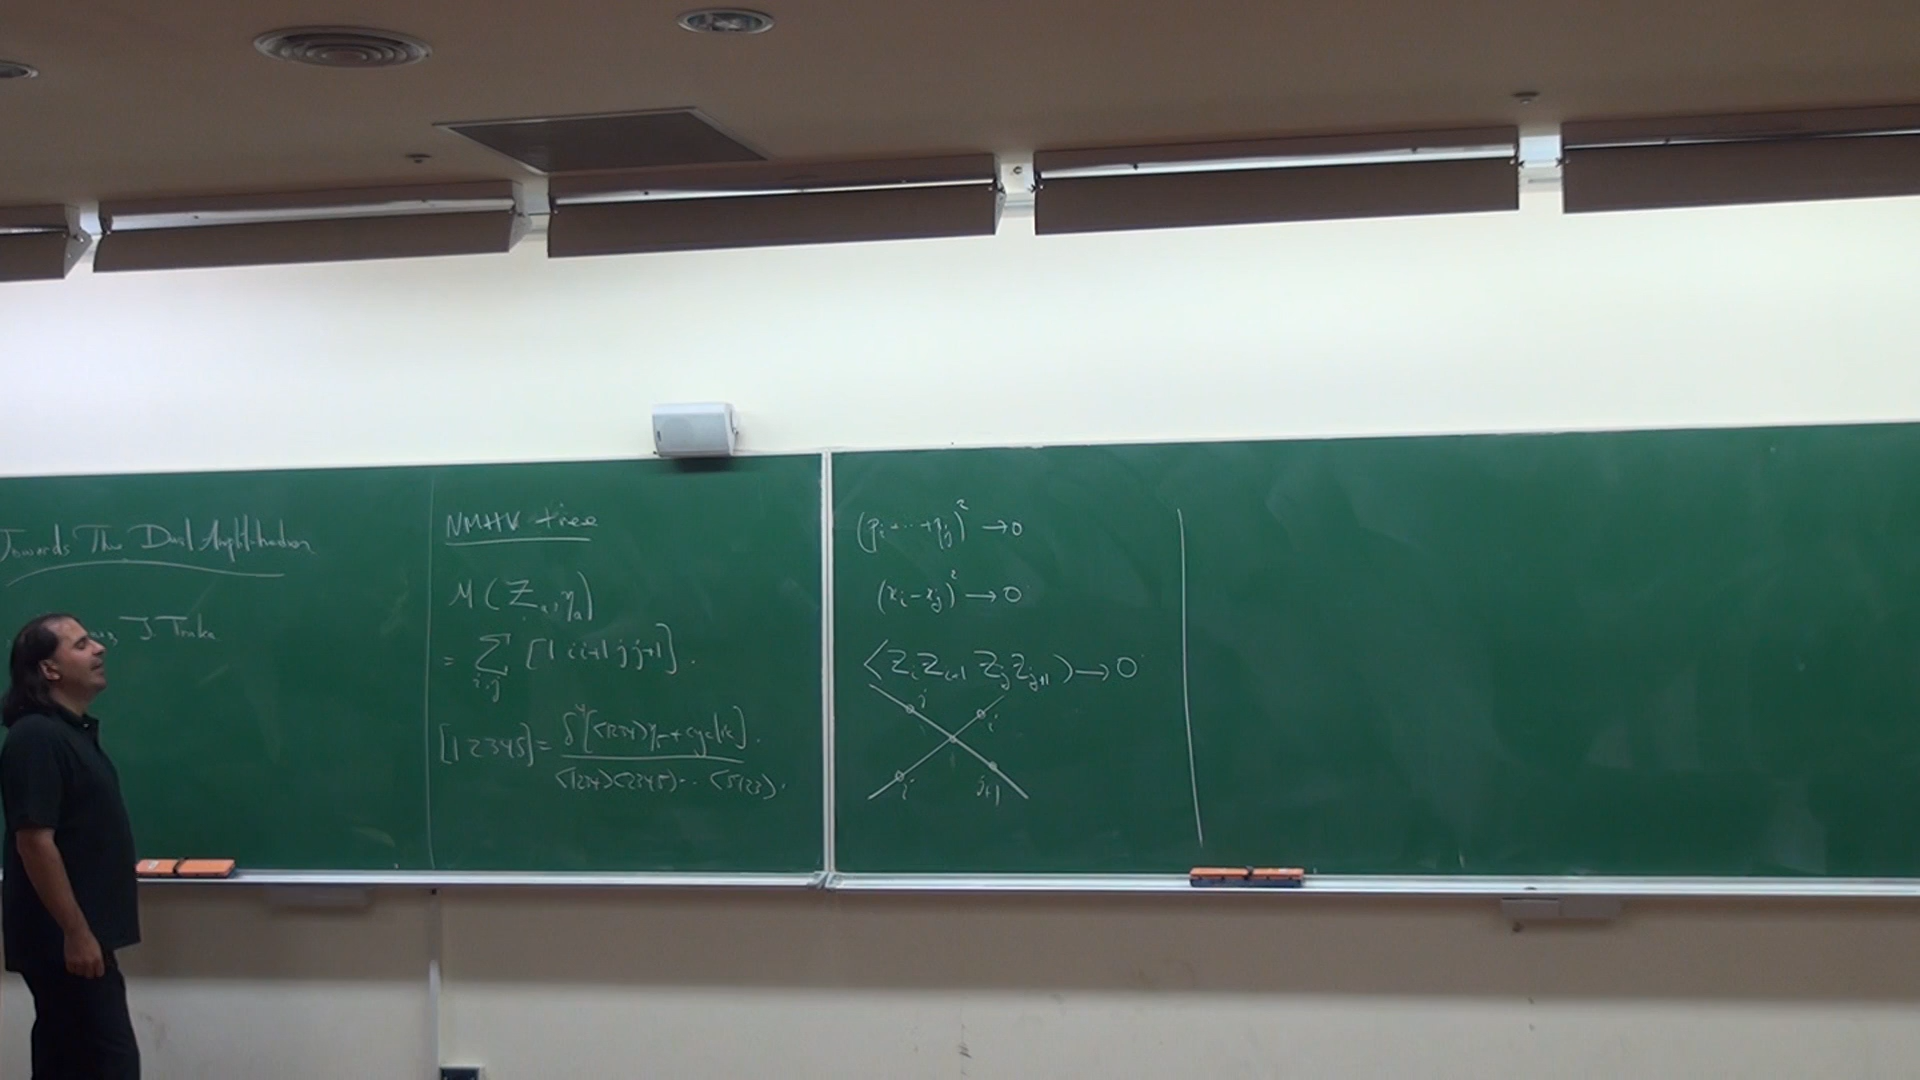 Towards The Dual Amplituhedron
J. Trnka
NMHV tree
M(Z_a, η_a)
= Σ_{i,j} [1 i i+1 j j+1].
[12345] = δ^4[⟨1234⟩η_5 + cyclic]
⟨1234⟩⟨2345⟩... ⟨5123⟩.
(p_i + ... + p_j)^2 → 0
(x_i - x_j)^2 → 0
⟨Z_i Z_{i+1} Z_j Z_{j+1}⟩ → 0
j
i
i
j+1